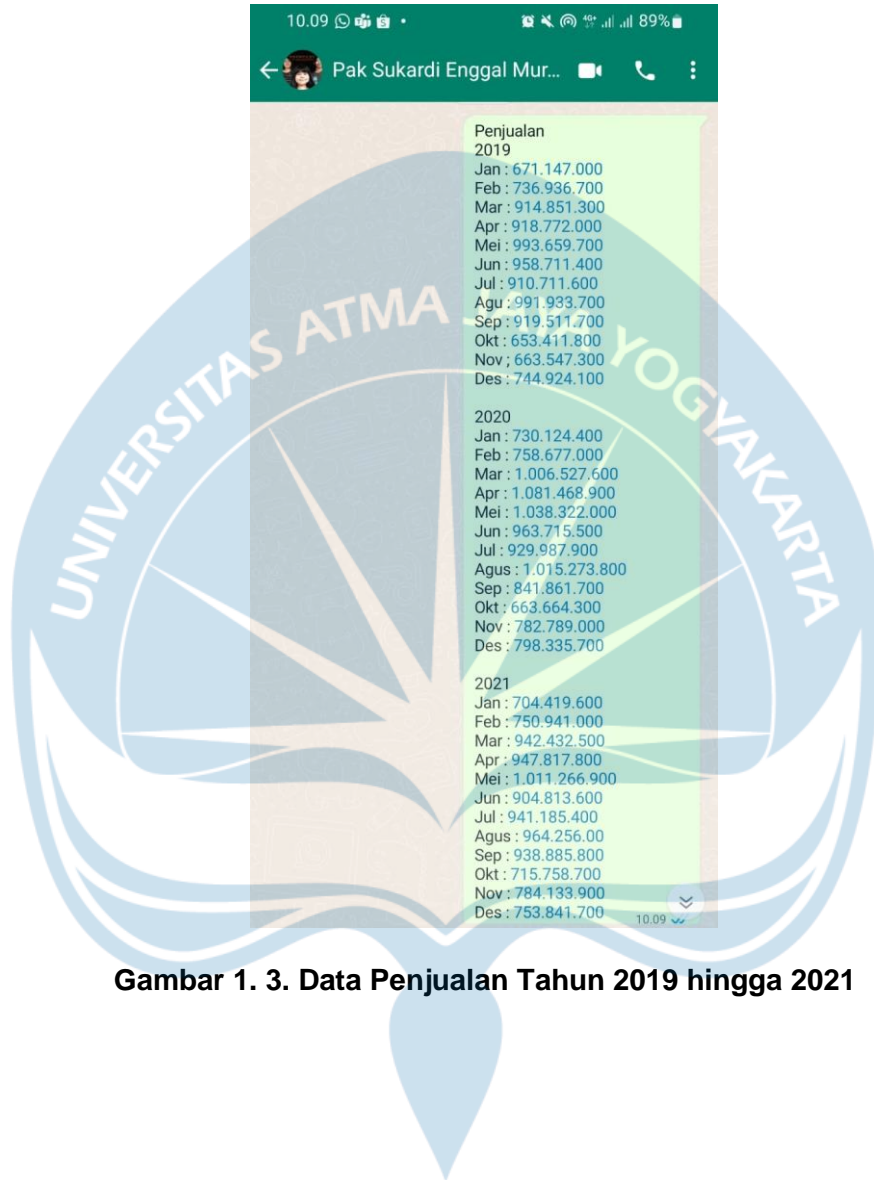 10.09
89%
Pak Sukardi Enggal Mur...
Penjualan
2019
Jan : 671.147.000
Feb : 736.936.700
Mar : 914.851.300
Apr : 918.772.000
Mei : 993.659.700
Jun : 958.711.400
Jul : 910.711.600
Agu : 991.933.700
Sep : 919.511.700
Okt : 653.411.800
Nov ; 663.547.300
Des : 744.924.100
2020
Jan : 730.124.400
Feb : 758.677.000
Mar : 1.006.527.600
Apr : 1.081.468.900
Mei : 1.038.322.000
Jun : 963.715.500
Jul : 929.987.900
Agus : 1.015.273.800
Sep : 841.861.700
Okt : 663.664.300
Nov : 782.789.000
Des : 798.335.700
2021
Jan : 704.419.600
Feb : 750.941.000
Mar : 942.432.500
Apr : 947.817.800
Mei : 1.011.266.900
Jun : 904.813.600
Jul : 941.185.400
Agus : 964.256.00
Sep : 938.885.800
Okt : 715.758.700
Nov : 784.133.900
Des : 753.841.700
10.09
UNIVERSITAS ATMA JAYA YOGYAKARTA
Gambar 1. 3. Data Penjualan Tahun 2019 hingga 2021